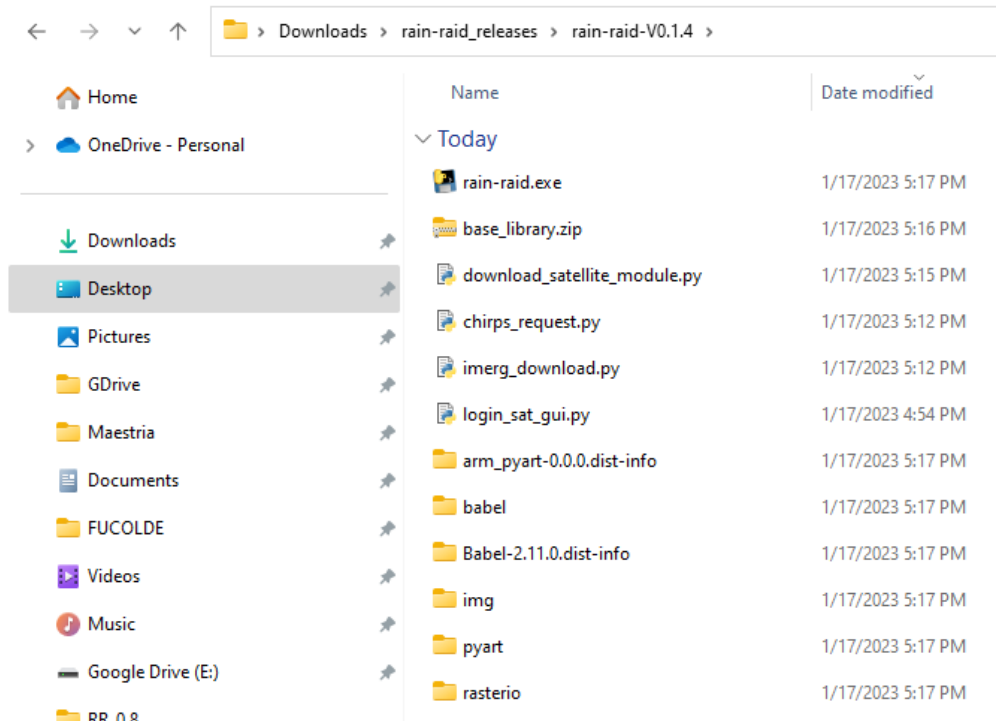 Downloads > rain-raid_releases > rain-raid-V0.1.4 >
Home
OneDrive - Personal
Downloads
Desktop
Pictures
GDrive
Maestria
Documents
FUCOLDE
Videos
Music
Google Drive (E:)
RR_0.8
Name Date modified
Today
rain-raid.exe 1/17/2023 5:17 PM
base_library.zip 1/17/2023 5:16 PM
download_satellite_module.py 1/17/2023 5:15 PM
chirps_request.py 1/17/2023 5:12 PM
imerg_download.py 1/17/2023 5:12 PM
login_sat_gui.py 1/17/2023 4:54 PM
arm_pyart-0.0.0.dist-info 1/17/2023 5:17 PM
babel 1/17/2023 5:17 PM
Babel-2.11.0.dist-info 1/17/2023 5:17 PM
img 1/17/2023 5:17 PM
pyart 1/17/2023 5:17 PM
rasterio 1/17/2023 5:17 PM